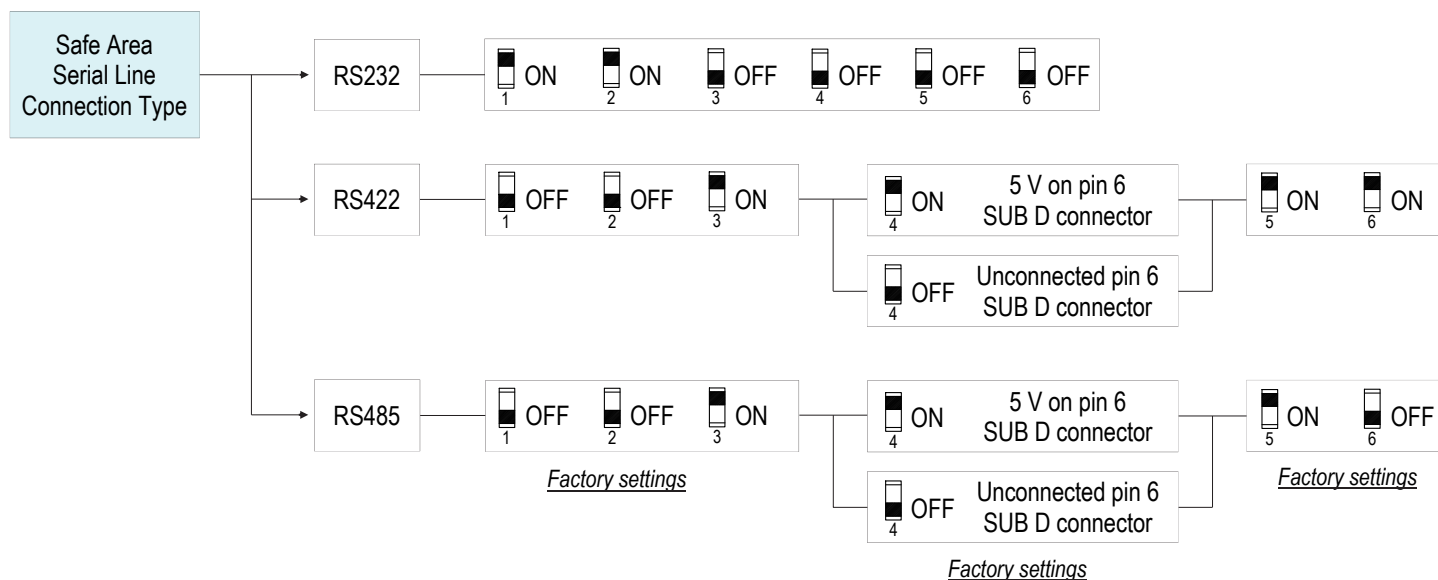 Safe Area
Serial Line
Connection Type
RS232
ON ON OFF OFF OFF OFF
1 2 3 4 5 6
RS422
OFF OFF ON
1 2 3
ON
4
5 V on pin 6
SUB D connector
OFF
4
Unconnected pin 6
SUB D connector
ON ON
5 6
RS485
OFF OFF ON
1 2 3
Factory settings
ON
4
5 V on pin 6
SUB D connector
OFF
4
Unconnected pin 6
SUB D connector
Factory settings
ON OFF
5 6
Factory settings